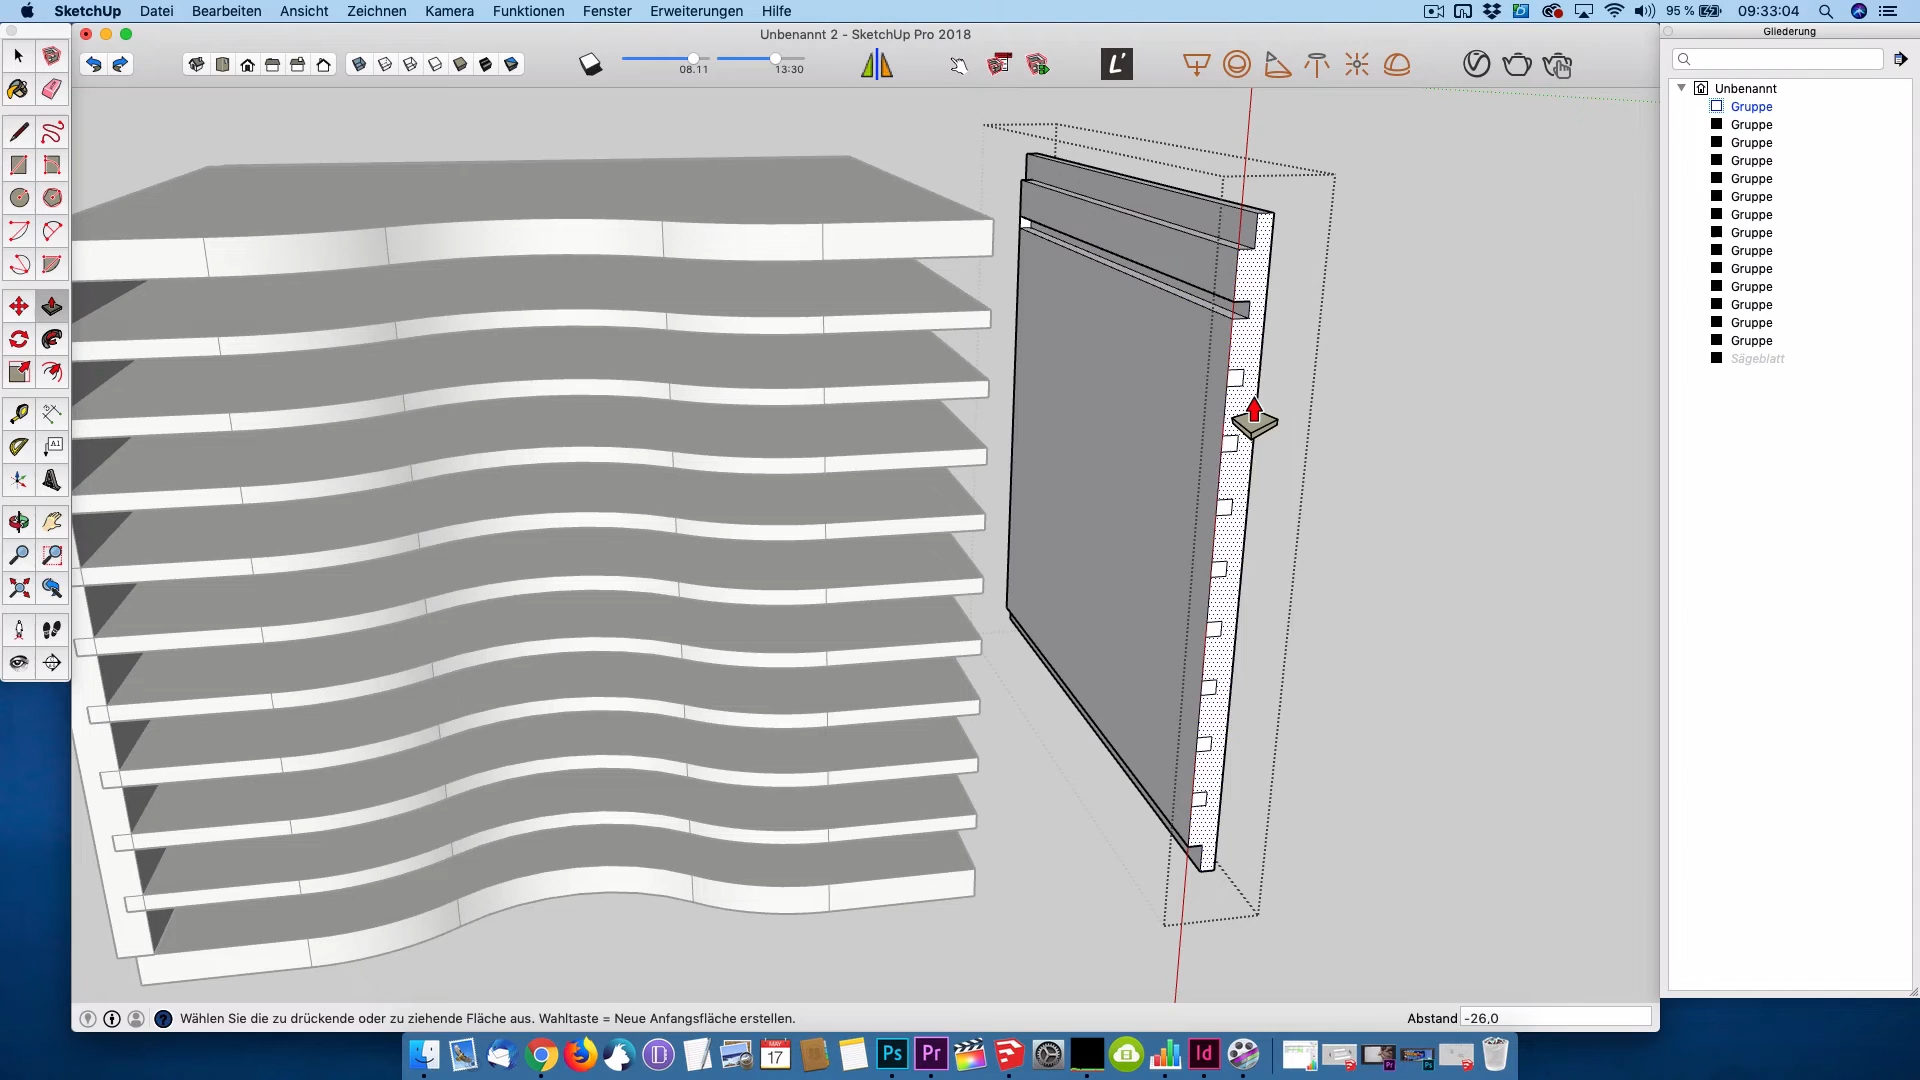 SketchUp Datei Bearbeiten Ansicht Zeichnen Kamera Funktionen Fenster Erweiterungen Hilfe 95 % 09:33:04
Unbenannt 2 - SketchUp Pro 2018
Gliederung
08.11 13:30
L'
A1
Unbenannt
Gruppe
Gruppe
Gruppe
Gruppe
Gruppe
Gruppe
Gruppe
Gruppe
Gruppe
Gruppe
Gruppe
Gruppe
Gruppe
Gruppe
Sägeblatt
Wählen Sie die zu drückende oder zu ziehende Fläche aus. Wahltaste = Neue Anfangsfläche erstellen.
Abstand -26,0
MAY
17
Ps
Pr
Id